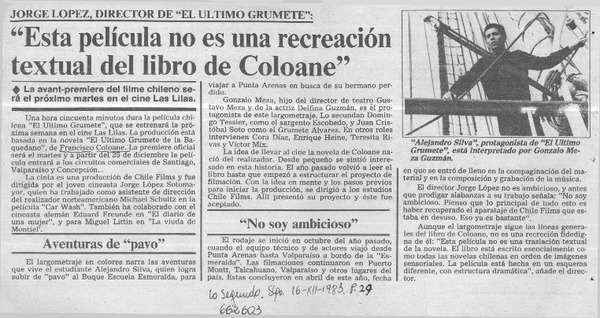 JORGE LOPEZ, DIRECTOR DE “EL ULTIMO GRUMETE”:
“Esta película no es una recreación
textual del libro de Coloane”
◆ La avant-premiere del filme chileno se-
rá el próximo martes en el cine Las Lilas.
Una hora cincuenta minutos dura la película chile-
na “El Ultimo Grumete”, que se estrenará la pró-
xima semana en el cine Las Lilas. La producción está
basada en la novela “El Ultimo Grumete de la Ba-
quedano”, de Francisco Coloane. La premiere oficial
será el martes y a partir del 25 de diciembre la pelí-
cula entrará a los circuitos comerciales de Santiago,
Valparaíso y Concepción.
La cinta es una producción de Chile Films y fue
dirigida por el joven cineasta Jorge López Sotoma-
yor, quien ha trabajado como asistente de dirección
del realizador norteamericano Michael Schultz en la
película “Car Wash”. También ha colaborado con el
cineasta alemán Eduard Freunde en “El diario de
una mujer”, y para Miguel Littin en “La viuda de
Montiel”.
Aventuras de “pavo”
El largometraje en colores narra las aventuras
que vive el estudiante Alejandro Silva, quien logra
subir de “pavo” al Buque Escuela Esmeralda, para
viajar a Punta Arenas en busca de su hermano per-
dido.
Gonzalo Meza, hijo del director de teatro Gus-
tavo Meza y de la actriz Delfina Guzmán, es el pro-
tagonista de este largometraje. Lo secundan Domin-
go Tessier, como el sargento Escobedo, y Juan Cris-
tóbal Soto como el Grumete Alvarez. En otros roles
intervienen Cora Díaz, Enrique Heine, Teresita Ri-
vas y Víctor Mix.
La idea de llevar al cine la novela de Coloane na-
ció del realizador. Desde pequeño se sintió intere-
sado en esta historia. El año pasado volvió a leer el
libro hasta que empezó a estructurar el proyecto de
filmación. Con la idea en mente y los pasos previos
para iniciar la producción, se dirigió a los estudios
Chile Films. Presentó su proyecto y éste fue acep-
tado.
“No soy ambicioso”
El rodaje se inició en octubre del año pasado,
cuando el equipo técnico y de actores viajó desde
Punta Arenas hasta Valparaíso a bordo de la “Es-
meralda”. Las filmaciones continuaron en Puerto
Montt, Talcahuano, Valparaíso y otros lugares del
país. Estas concluyeron en abril de este año, fecha
“Alejandro Silva”, protagonista de “El Ultimo
Grumete”, está interpretado por Gonzalo Me-
za Guzmán.
en que se entró de lleno en la compaginación del ma-
terial y en la composición y grabación de la música.
El director Jorge López no es ambicioso, y antes
que prodigar alabanzas a su trabajo señala: “No soy
ambicioso. Pienso que lo principal de todo esto es
haber recuperado el aparataje de Chile Films que es-
taba en desuso. Eso ya es bastante”.
Aunque el largometraje sigue las líneas genera-
les del libro de Coloane, no es una recreación fidedig-
na de él: “Esta película no es una traslación textual
de la novela. El libro está escrito esencialmente co-
mo todas las novelas chilenas en orden de imágenes
sensoriales. La película está hecha en un esquema
diferente, con estructura dramática”, añade el direc-
tor.
La Segunda, Stgo. 16-XII-1983. P. 29
662603